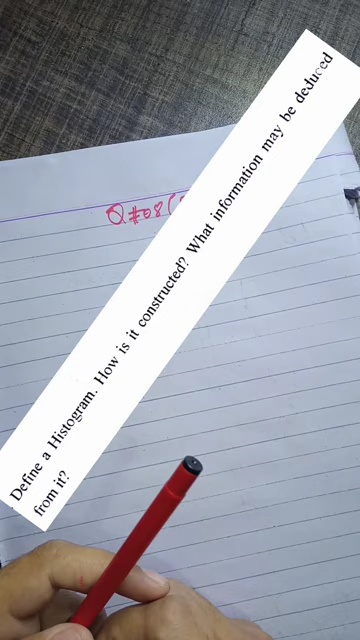 Q#08(
Define a Histogram. How is it constructed? What information may be deduced
from it?